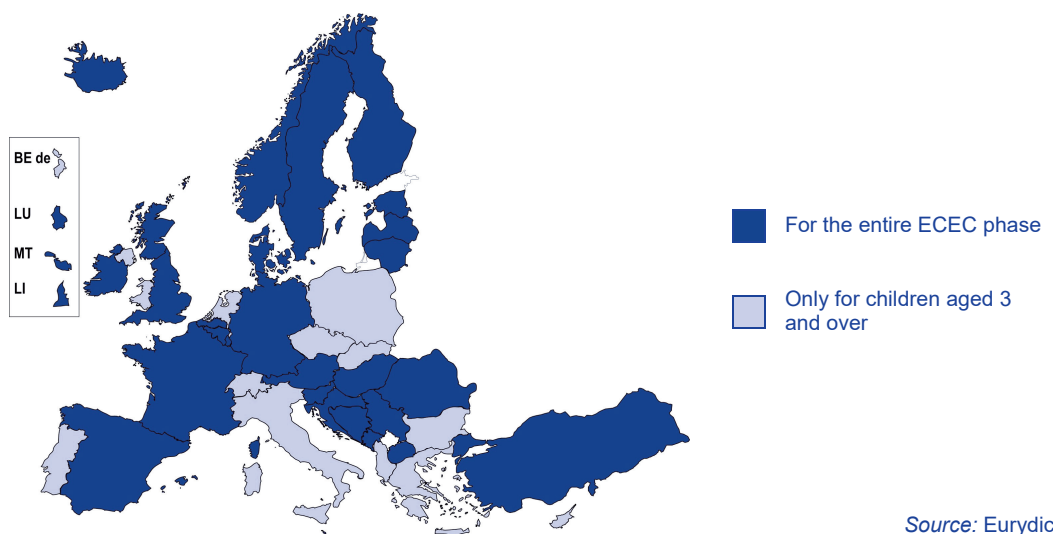 BE de
LU
MT
LI
For the entire ECEC phase
Only for children aged 3
and over
Source: Eurydic